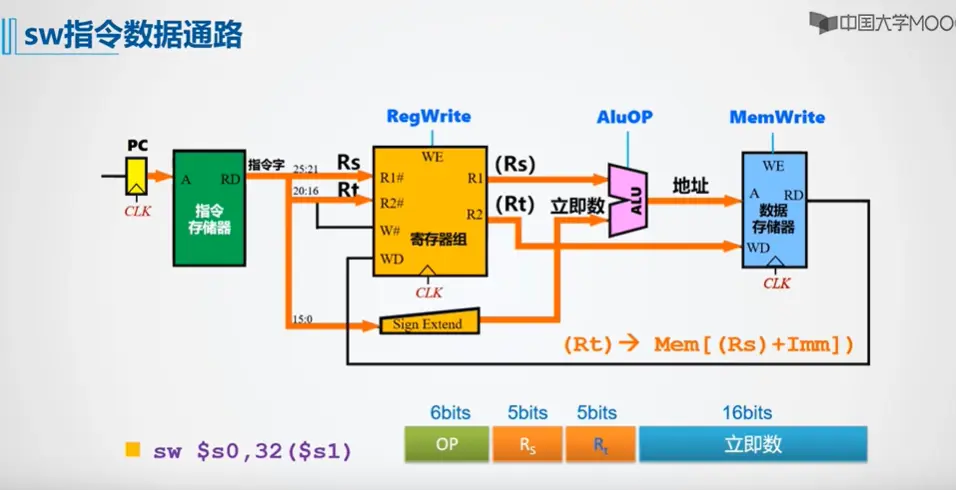 sw指令数据通路
中国大学MOO
RegWrite
AluOP
MemWrite
PC
指令字
Rs
25:21
(Rs)
WE
WE
A
RD
R1#
R1
地址
Rt
20:16
(Rt)
立即数
ALU
A
RD
R2#
R2
CLK
指令
存储器
W#
寄存器组
数据
存储器
WD
WD
CLK
CLK
15:0
Sign Extend
(Rt)→ Mem[(Rs)+Imm])
6bits
5bits
5bits
16bits
sw $s0,32($s1)
OP
Rs
Rt
立即数